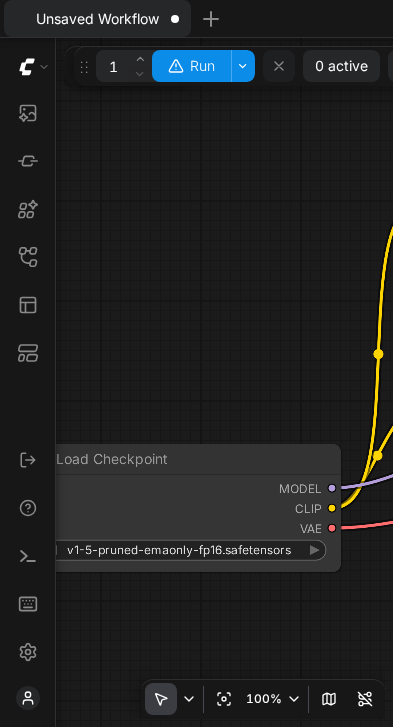 Unsaved Workflow
1
Run
0 active
Load Checkpoint
MODEL
CLIP
VAE
v1-5-pruned-emaonly-fp16.safetensors
100%